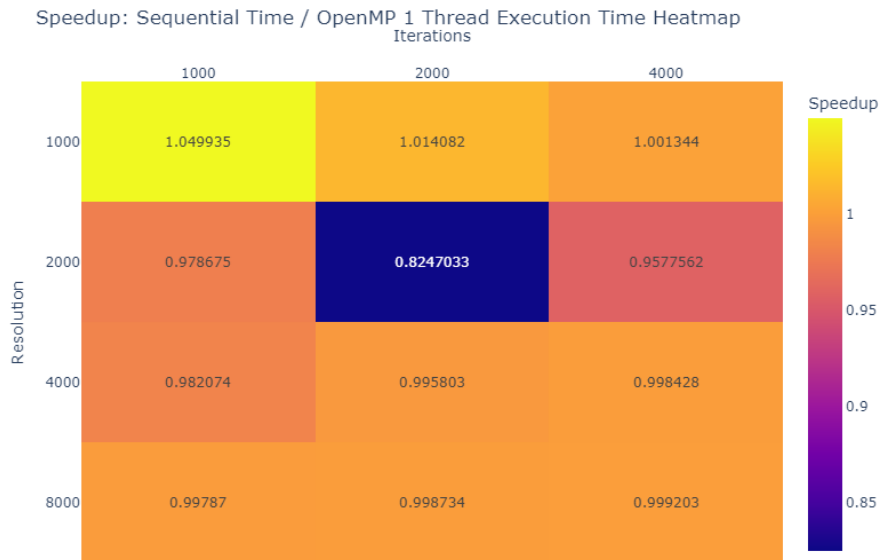 Speedup: Sequential Time / OpenMP 1 Thread Execution Time Heatmap
Iterations
1000 2000 4000
Speedup
1000 1.049935 1.014082 1.001344
1
2000 0.978675 0.8247033 0.9577562
0.95
Resolution
4000 0.982074 0.995803 0.998428
0.9
8000 0.99787 0.998734 0.999203
0.85